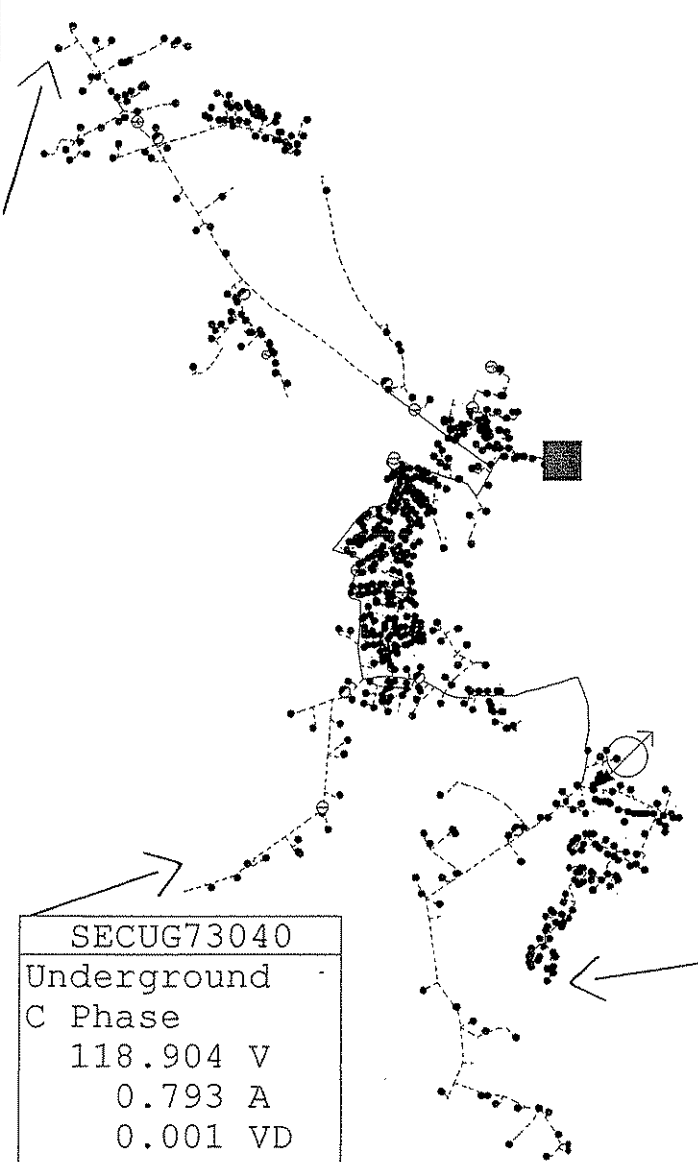 SECUG73040
Underground
C Phase
118.904 V
0.793 A
0.001 VD